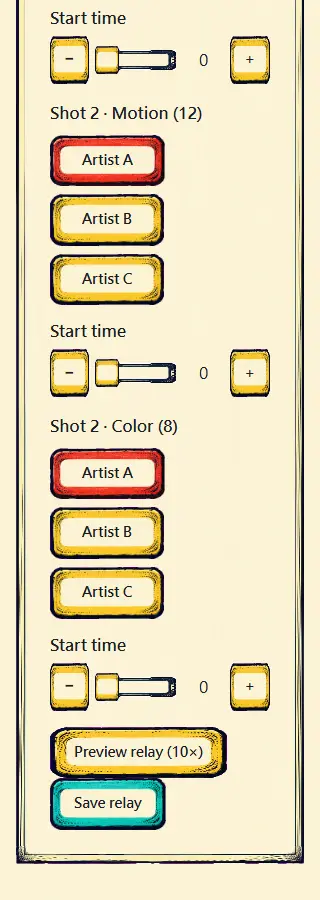 Start time
− 0 +
Shot 2 · Motion (12)
Artist A
Artist B
Artist C
Start time
− 0 +
Shot 2 · Color (8)
Artist A
Artist B
Artist C
Start time
− 0 +
Preview relay (10×)
Save relay